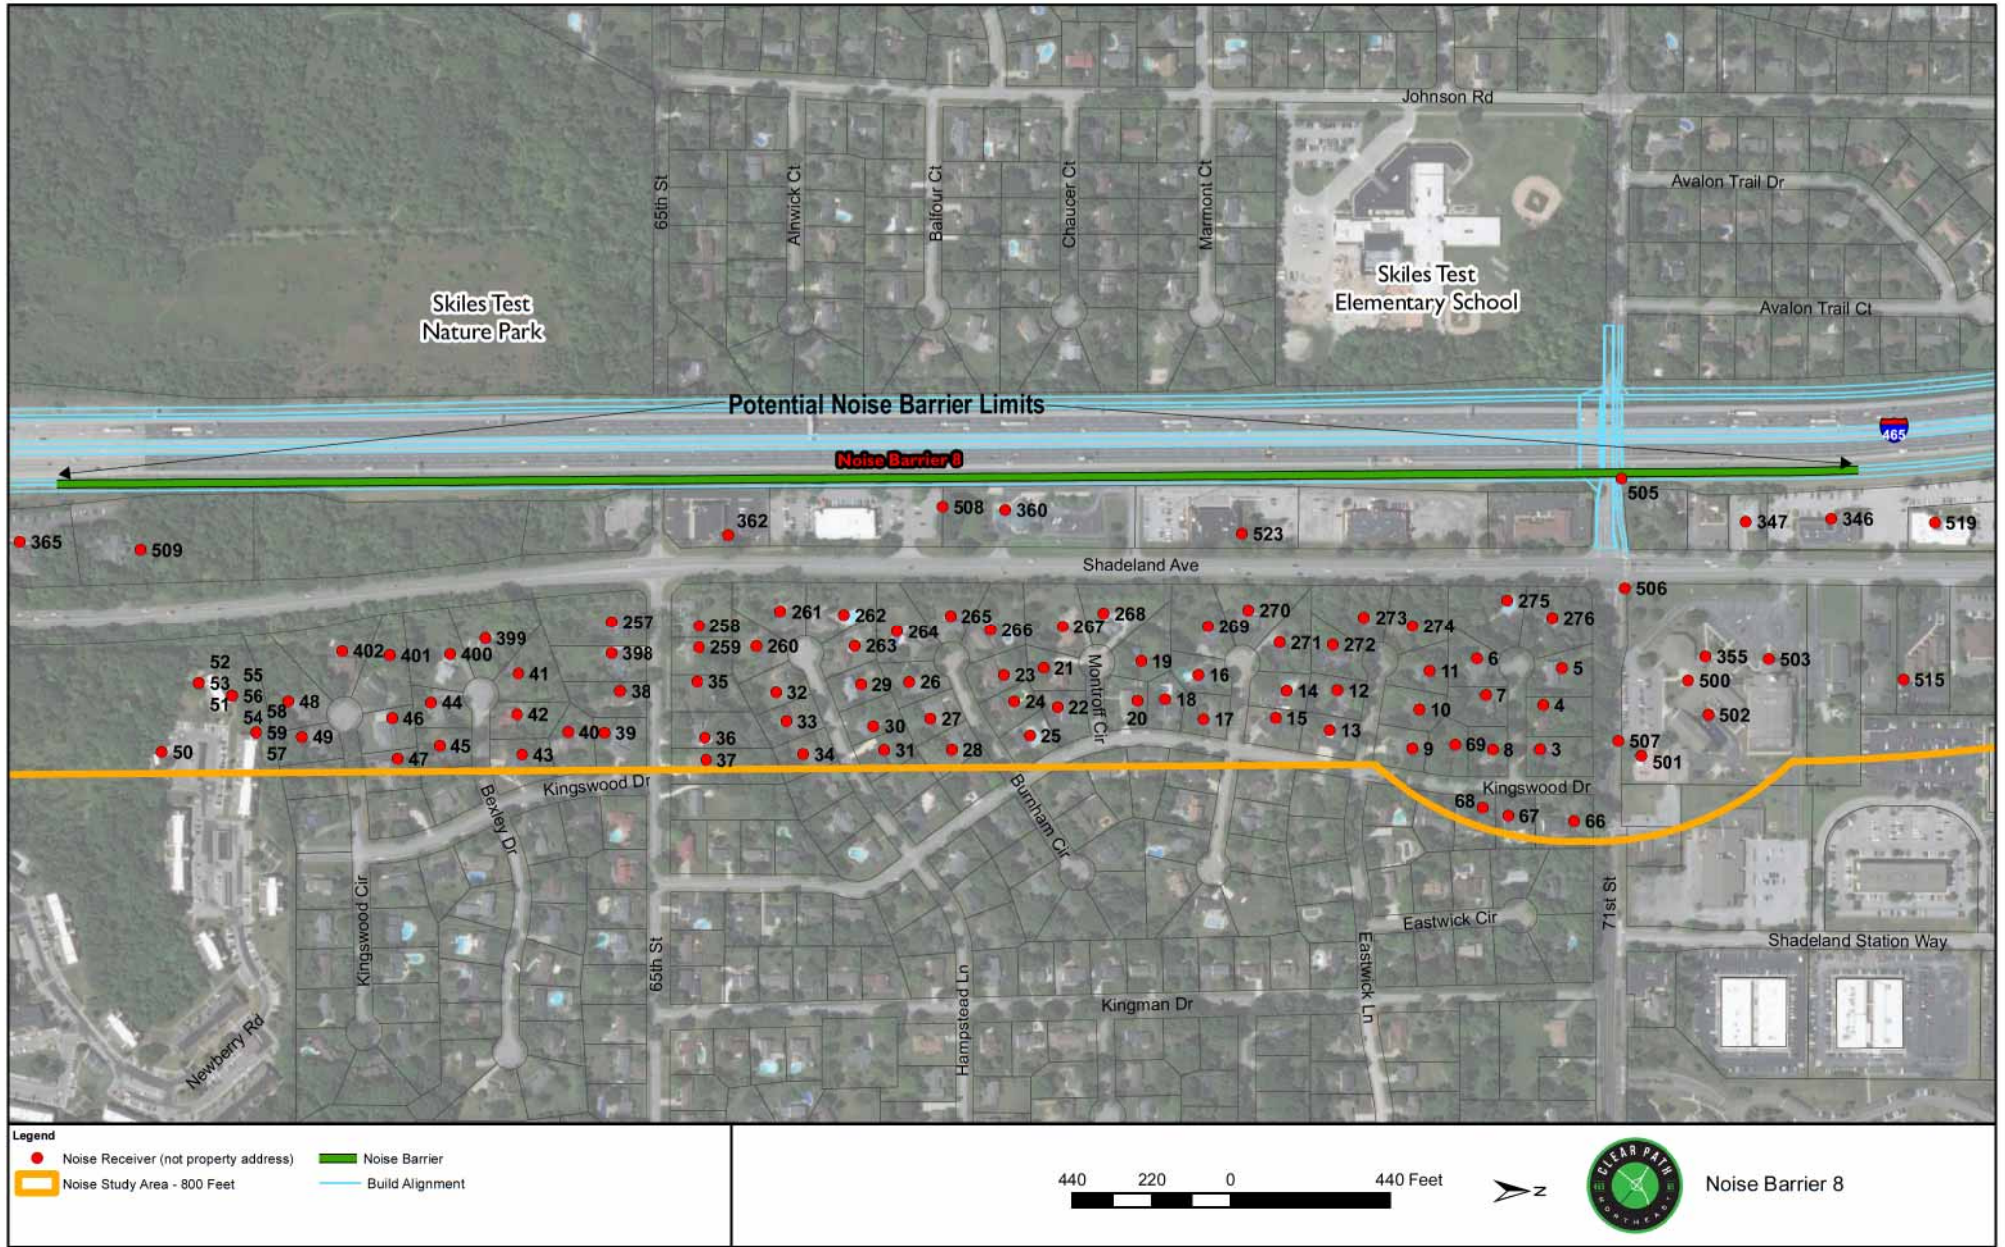 Johnson Rd
65th St
Alnwick Ct
Balfour Ct
Chaucer Ct
Marmont Ct
Avalon Trail Dr
Skiles Test
Nature Park
Skiles Test
Elementary School
Avalon Trail Ct
Potential Noise Barrier Limits
465
Noise Barrier 8
505
365
509
362
508
360
523
347
346
519
Shadeland Ave
506
257
398
399
400
401
402
41
258
259
260
261
262
263
264
265
266
267
268
269
270
271
272
273
274
275
276
355
503
500
502
515
52
53
51
55
56
54
58
59
57
48
49
50
46
44
45
47
42
43
40
39
38
35
36
37
32
33
34
29
30
31
26
27
28
23
24
25
21
22
19
20
18
16
17
14
15
12
13
11
10
9
69
6
7
8
5
4
3
507
501
68
67
66
Montroff Cir
Kingswood Dr
Kingswood Dr
Bexley Dr
Burnham Cir
Kingswood Cir
65th St
Hampstead Ln
Eastwick Cir
Eastwick Ln
71st St
Shadeland Station Way
Kingman Dr
Newberry Rd
Legend
Noise Receiver (not property address)
Noise Barrier
Noise Study Area - 800 Feet
Build Alignment
440 220 0 440 Feet
N
CLEAR PATH
465
NORTHEAST
Noise Barrier 8